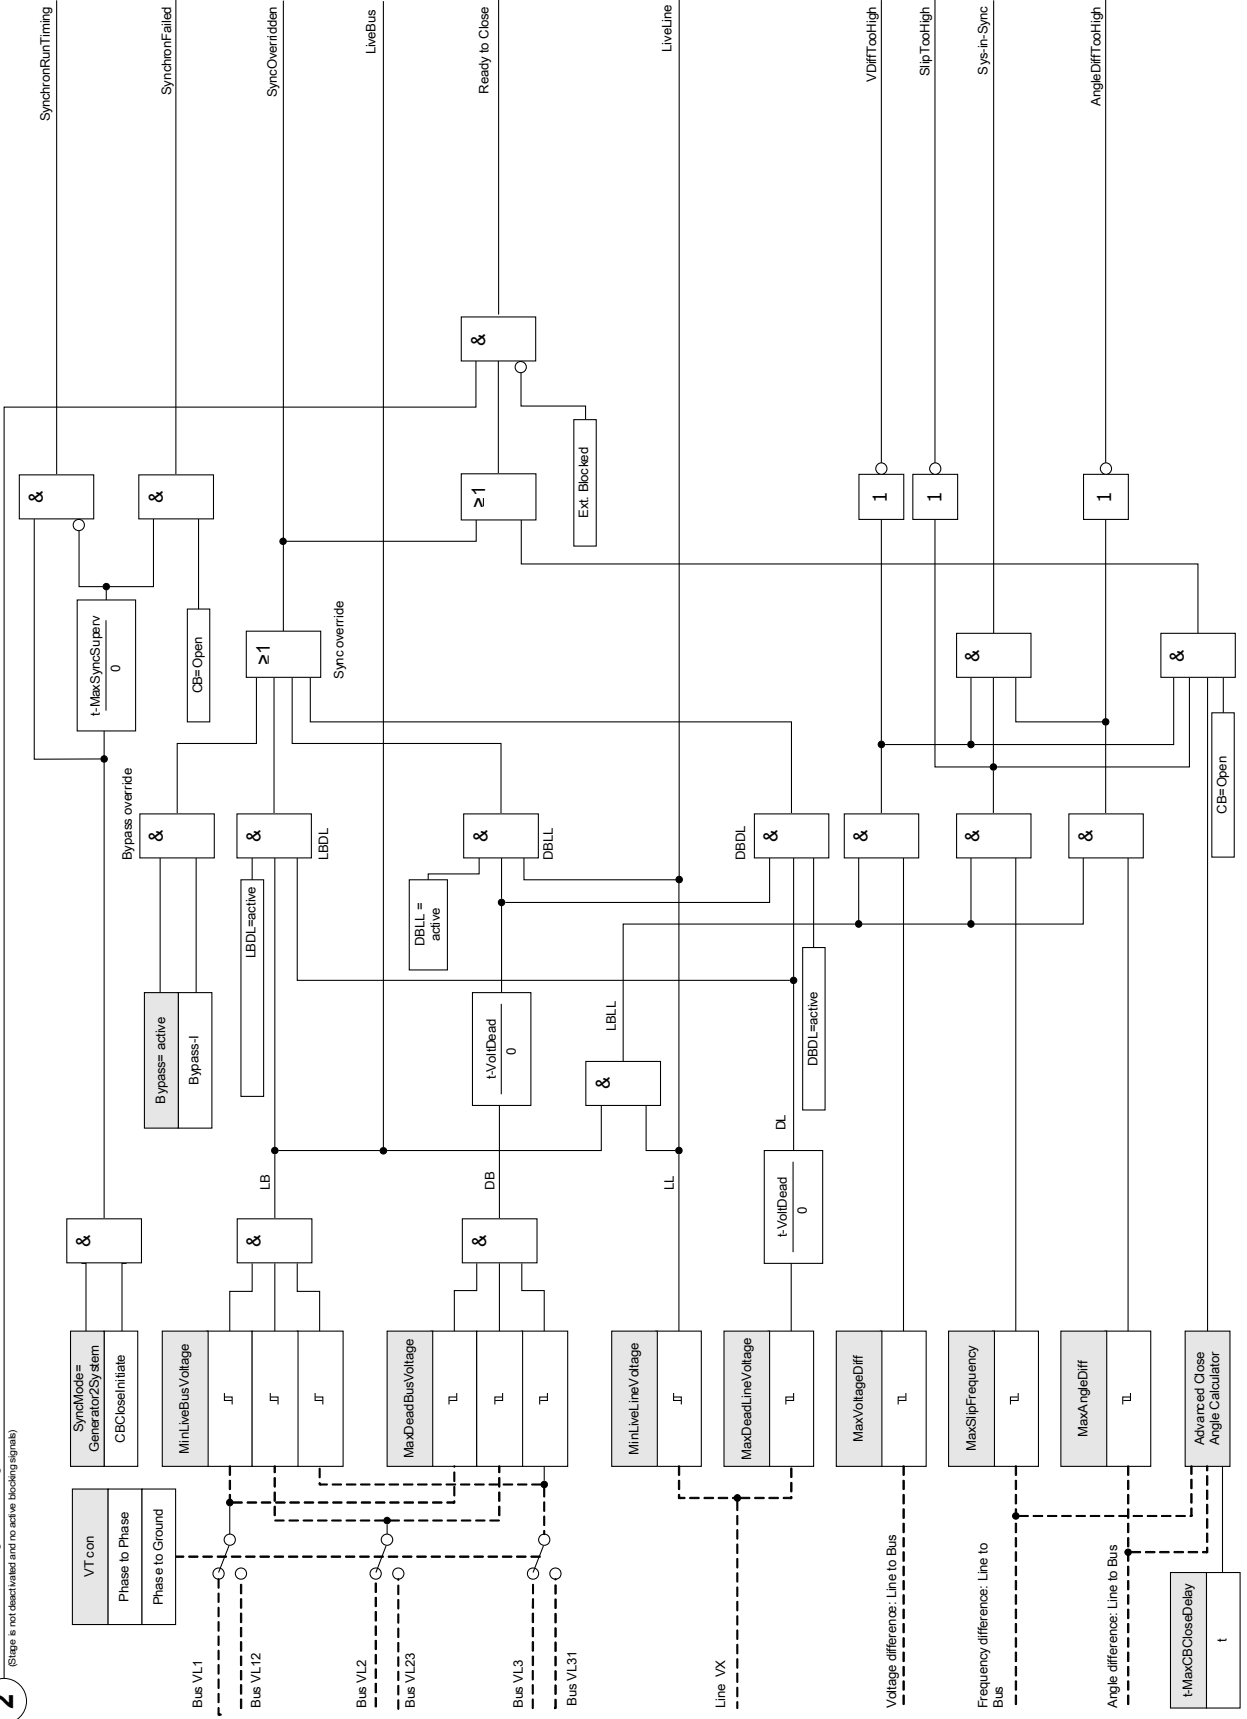 2
(Stage is not deactivated and no active blocking signals)
VT con
Phase to Phase
Phase to Ground
Bus VL1
Bus VL12
Bus VL2
Bus VL23
Bus VL3
Bus VL31
Line VX
Voltage difference: Line to Bus
Frequency difference: Line to
Bus
Angle difference: Line to Bus
t-MaxCBCloseDelay
t
SyncMode=
Generator2System
CBCloseInitiate
MinLiveBusVoltage
MaxDeadBusVoltage
MinLiveLineVoltage
MaxDeadLineVoltage
MaxVoltageDiff
MaxSlipFrequency
MaxAngleDiff
Advanced Close
Angle Calculator
&
&
&
LB
DB
LL
t-VoltDead
0
DL
Bypass= active
Bypass-I
LBDL=active
t-VoltDead
0
&
LBLL
DBDL=active
DBLL =
active
Bypass override
&
&
LBDL
&
DBLL
DBDL
&
&
&
&
CB=Open
t-MaxSyncSuperv
0
CB=Open
≥1
Sync override
&
&
&
&
≥1
Ext. Blocked
1
1
1
&
SynchronRunTiming
SynchronFailed
SyncOverridden
LiveBus
Ready to Close
LiveLine
VDiffTooHigh
SlipTooHigh
Sys-in-Sync
AngleDiffTooHigh